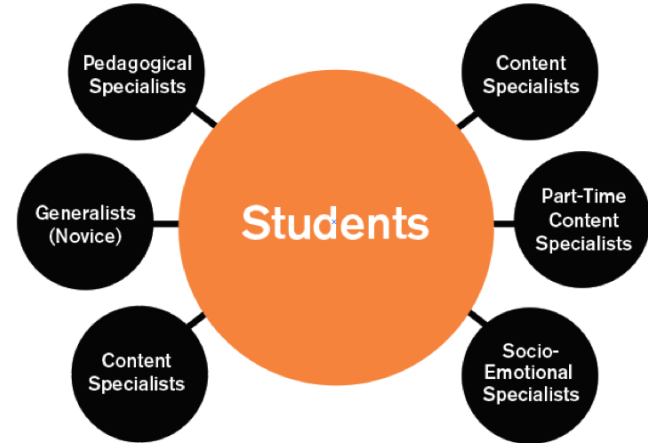 Pedagogical
Specialists
Content
Specialists
Generalists
(Novice)
Students
Part-Time
Content
Specialists
Content
Specialists
Socio-
Emotional
Specialists